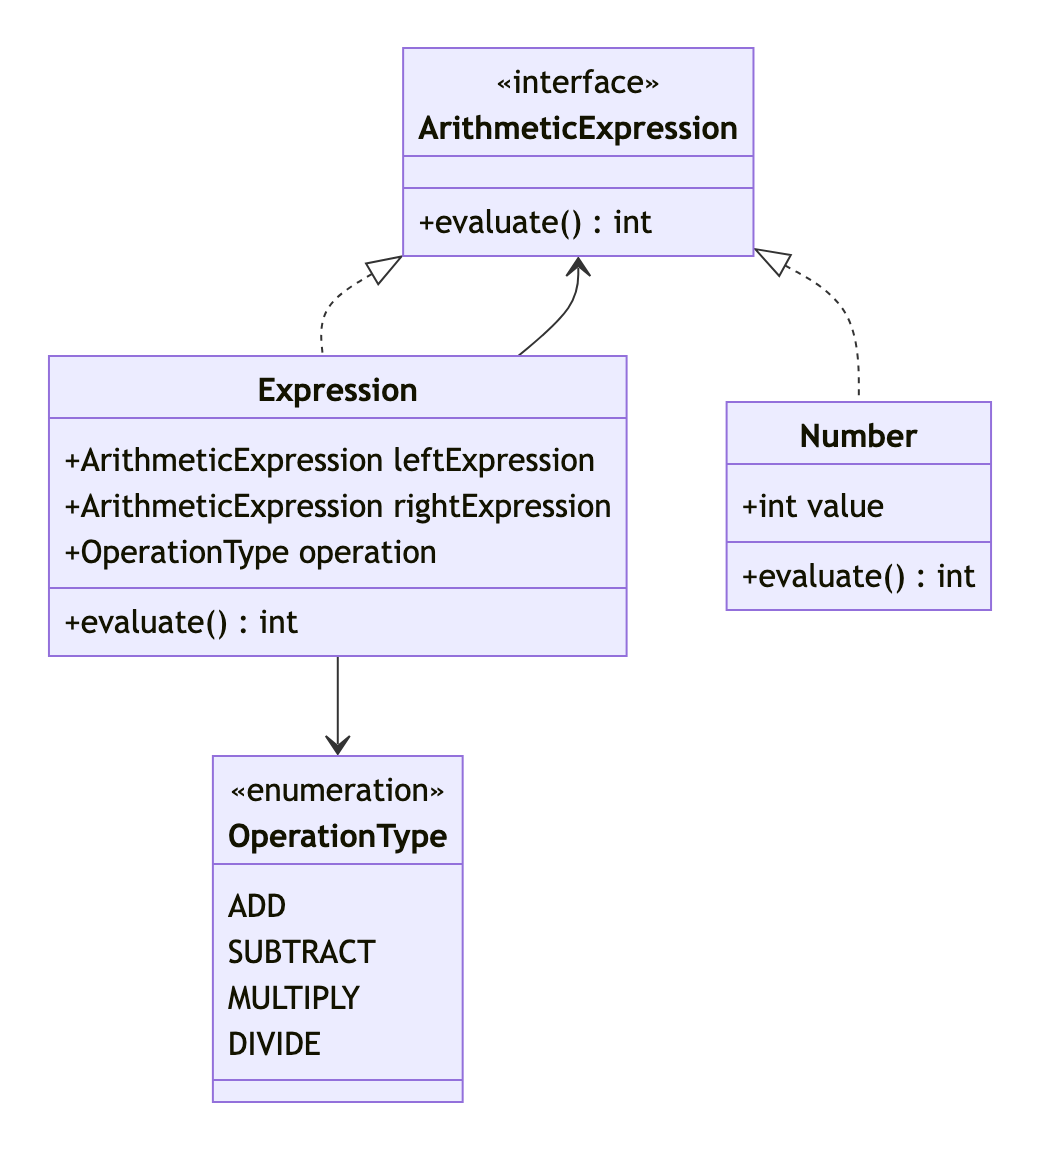 «interface»
ArithmeticExpression
+evaluate() : int
Expression
+ArithmeticExpression leftExpression
+ArithmeticExpression rightExpression
+OperationType operation
+evaluate() : int
Number
+int value
+evaluate() : int
«enumeration»
OperationType
ADD
SUBTRACT
MULTIPLY
DIVIDE